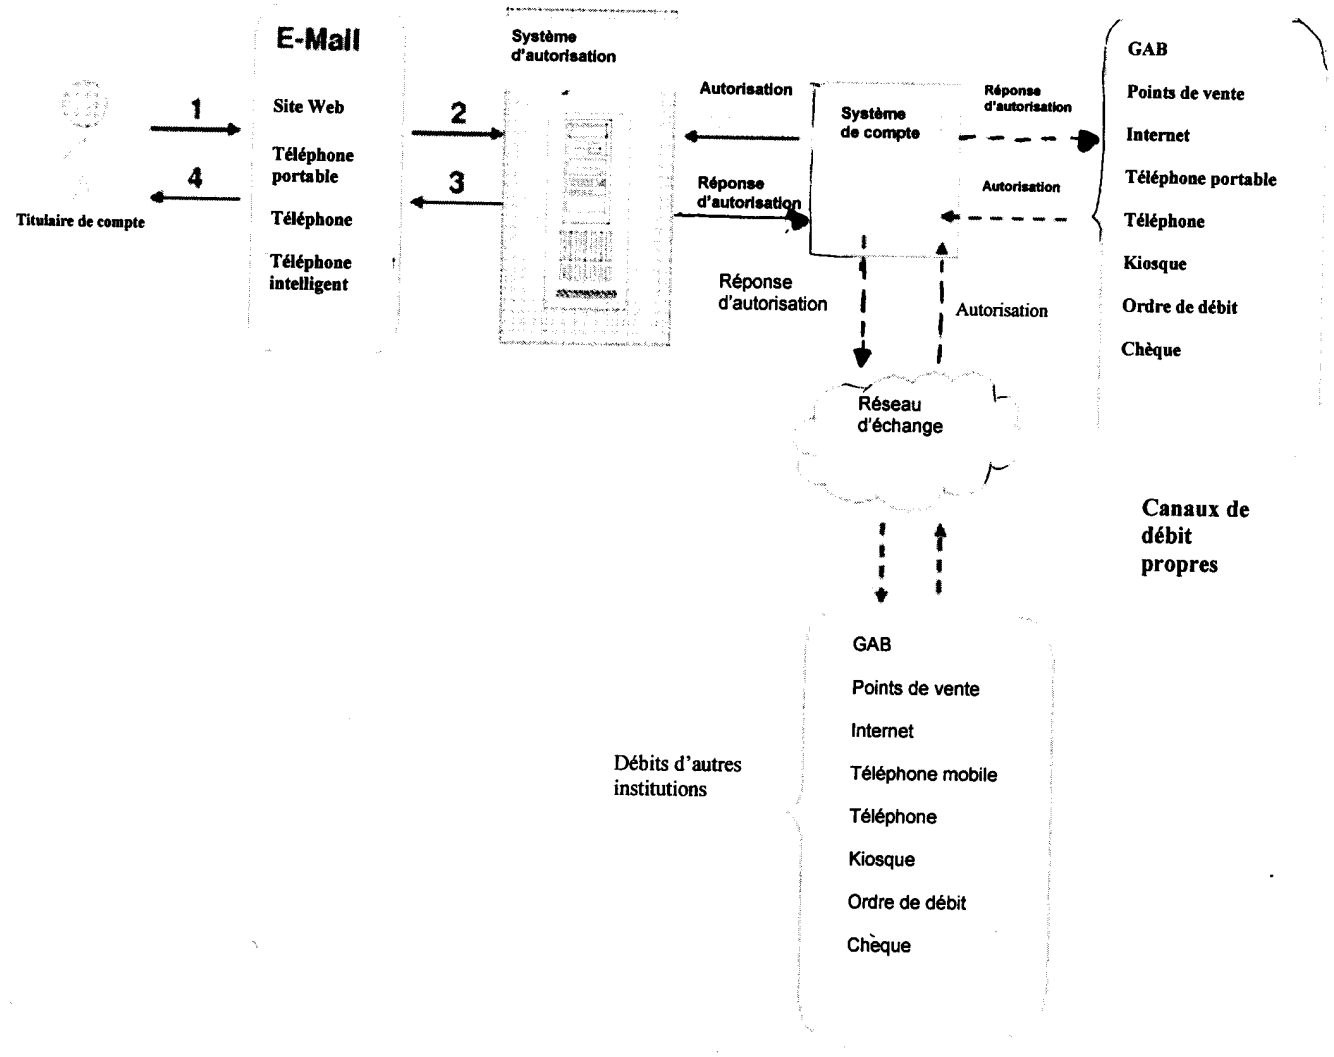 E-Mail
Site Web
Téléphone
portable
Téléphone
Téléphone
intelligent
1
4
Titulaire de compte
2
3
Système
d'autorisation
Autorisation
Réponse
d'autorisation
Système
de compte
Réponse
d'autorisation
Autorisation
GAB
Points de vente
Internet
Téléphone portable
Téléphone
Kiosque
Ordre de débit
Chèque
Réponse
d'autorisation
Autorisation
Réseau
d'échange
Canaux de
débit
propres
Débits d'autres
institutions
GAB
Points de vente
Internet
Téléphone mobile
Téléphone
Kiosque
Ordre de débit
Chèque